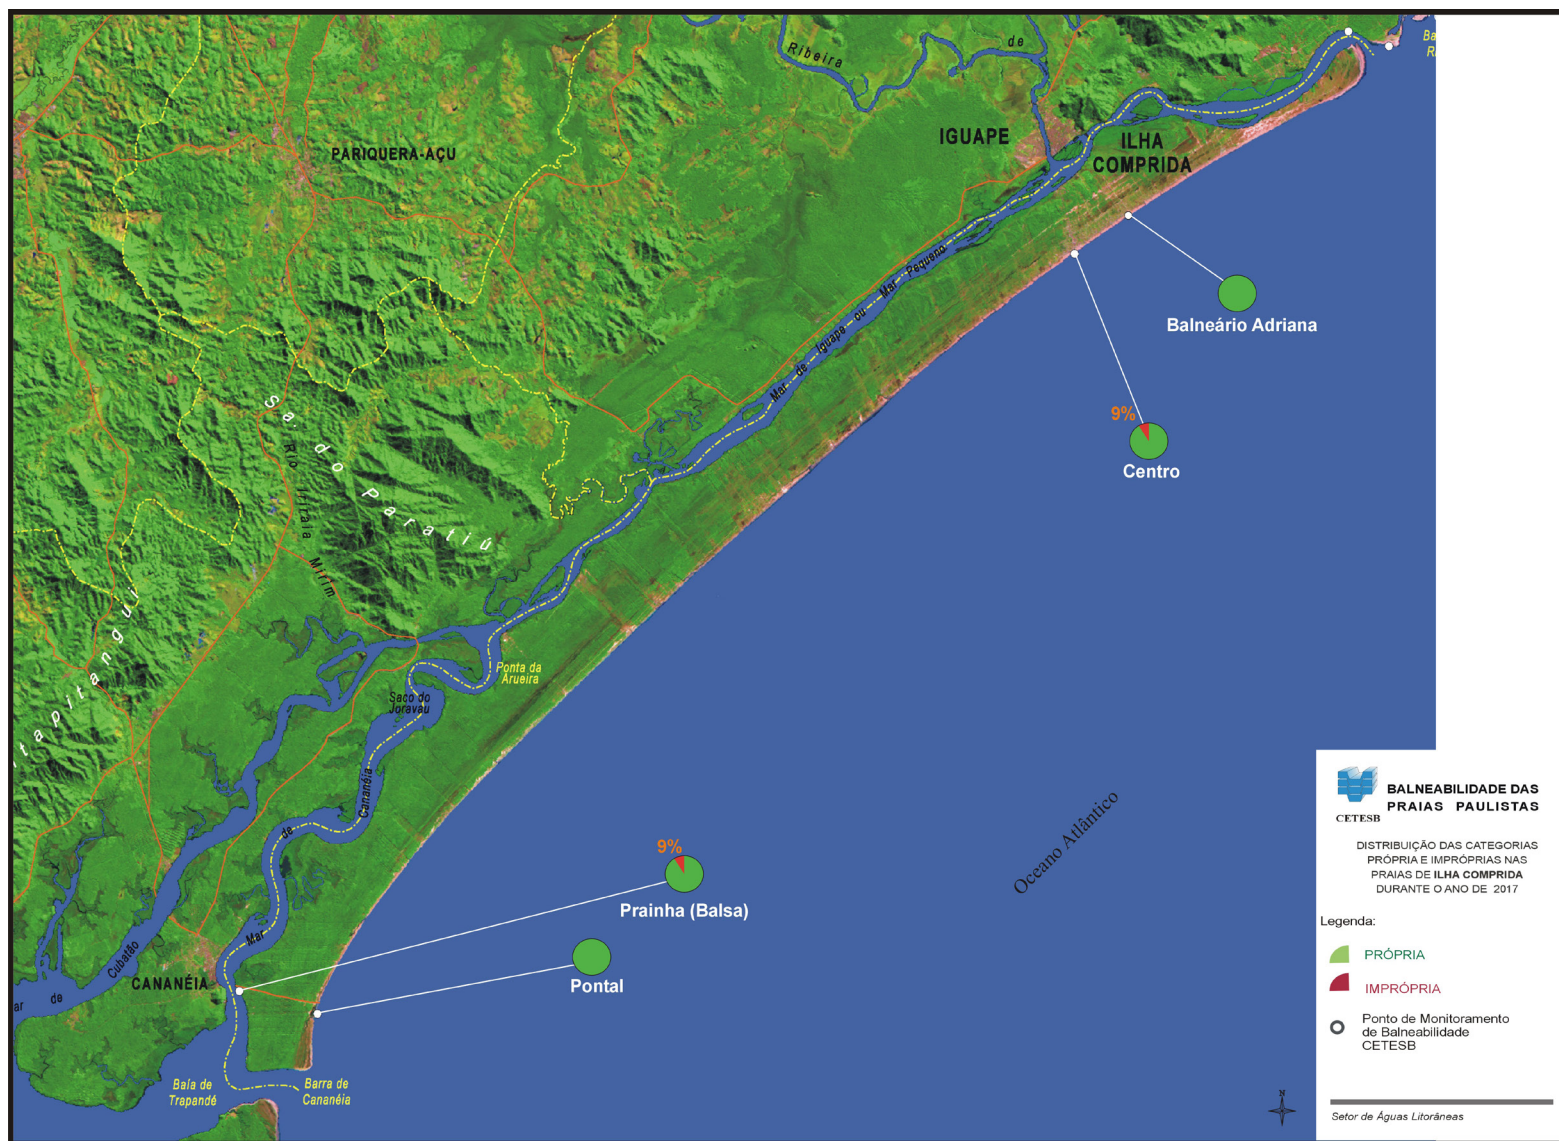 Ribeira
de
Ba
R
IGUAPE
ILHA
COMPRIDA
PARIQUERA-AÇU
Mar de Iguape ou Mar Pequeno
Balneário Adriana
9%
Centro
Sa. do Paratiú
Rio
Mirim
Itapitangui
Ponta da
Arueira
Saco do
Joravau
Mar de Cananéia
Oceano Atlântico
9%
Prainha (Balsa)
Pontal
CANANÉIA
ar de Cubatão
Baía de
Trapandé
Barra de
Cananéia
N
CETESB
BALNEABILIDADE DAS
PRAIAS PAULISTAS
DISTRIBUIÇÃO DAS CATEGORIAS
PRÓPRIA E IMPRÓPRIAS NAS
PRAIAS DE ILHA COMPRIDA
DURANTE O ANO DE 2017
Legenda:
PRÓPRIA
IMPRÓPRIA
Ponto de Monitoramento
de Balneabilidade
CETESB
Setor de Águas Litorâneas